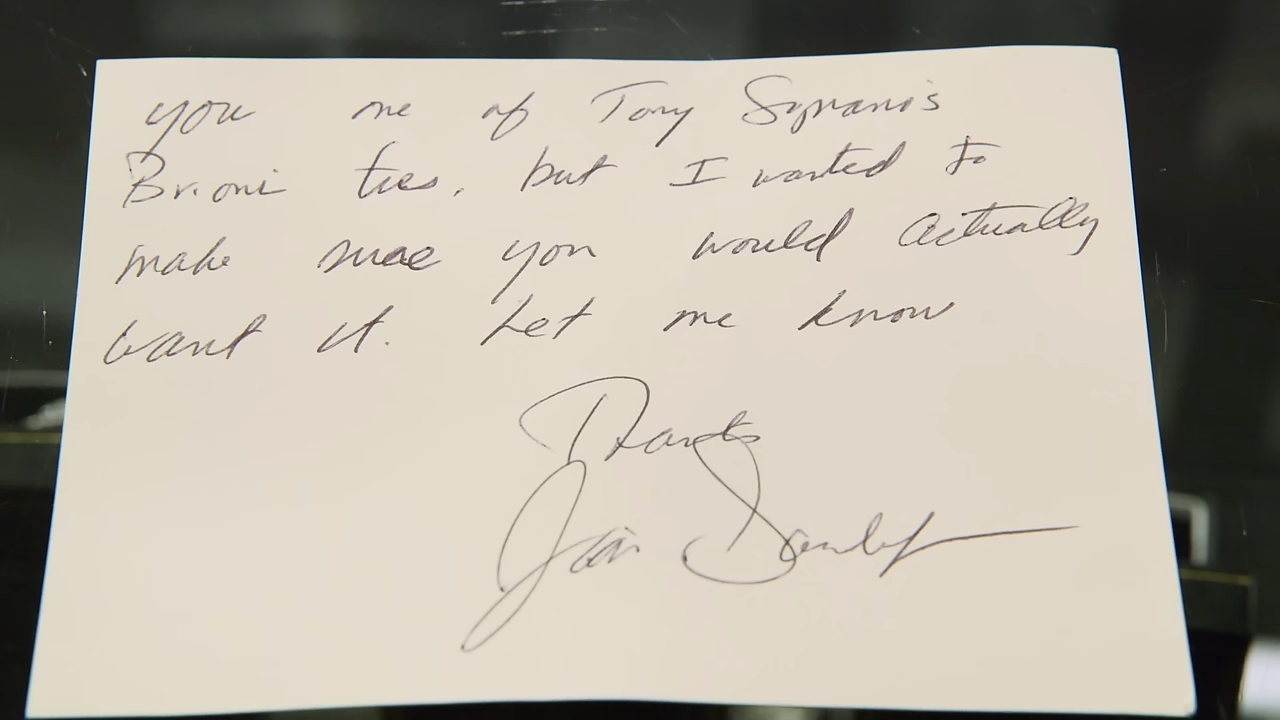 you one of Tony Soprano's
Brioni ties, but I wanted to
make sure you would actually
want it. Let me know
Thanks